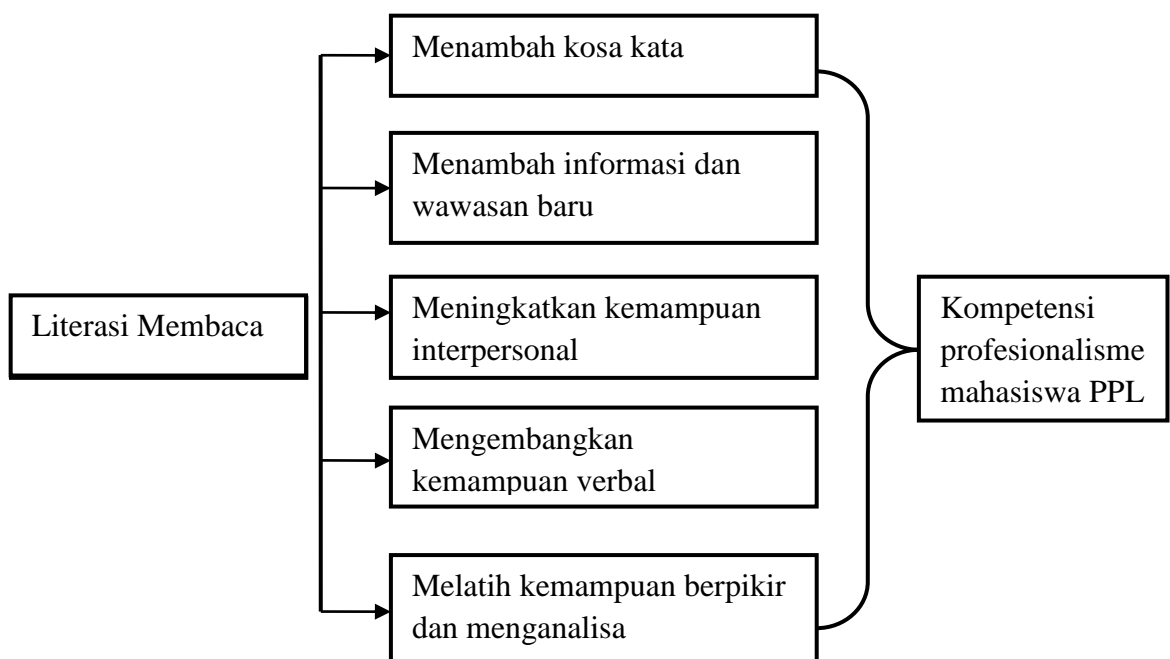 Menambah kosa kata
Menambah informasi dan
wawasan baru
Literasi Membaca
Meningkatkan kemampuan
interpersonal
Kompetensi
profesionalisme
mahasiswa PPL
Mengembangkan
kemampuan verbal
Melatih kemampuan berpikir
dan menganalisa